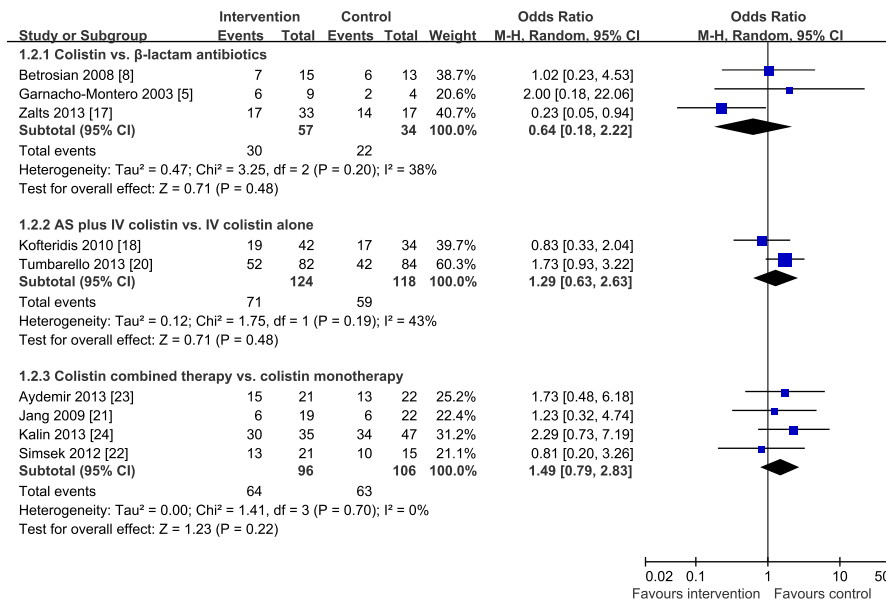 Intervention Control Odds Ratio Odds Ratio
Study or Subgroup Events Total Events Total Weight M-H, Random, 95% CI M-H, Random, 95% CI
1.2.1 Colistin vs. β-lactam antibiotics
Betrosian 2008 [8] 7 15 6 13 38.7% 1.02 [0.23, 4.53]
Garnacho-Montero 2003 [5] 6 9 2 4 20.6% 2.00 [0.18, 22.06]
Zalts 2013 [17] 17 33 14 17 40.7% 0.23 [0.05, 0.94]
Subtotal (95% CI) 57 34 100.0% 0.64 [0.18, 2.22]
Total events 30 22
Heterogeneity: Tau² = 0.47; Chi² = 3.25, df = 2 (P = 0.20); I² = 38%
Test for overall effect: Z = 0.71 (P = 0.48)
1.2.2 AS plus IV colistin vs. IV colistin alone
Kofteridis 2010 [18] 19 42 17 34 39.7% 0.83 [0.33, 2.04]
Tumbarello 2013 [20] 52 82 42 84 60.3% 1.73 [0.93, 3.22]
Subtotal (95% CI) 124 118 100.0% 1.29 [0.63, 2.63]
Total events 71 59
Heterogeneity: Tau² = 0.12; Chi² = 1.75, df = 1 (P = 0.19); I² = 43%
Test for overall effect: Z = 0.71 (P = 0.48)
1.2.3 Colistin combined therapy vs. colistin monotherapy
Aydemir 2013 [23] 15 21 13 22 25.2% 1.73 [0.48, 6.18]
Jang 2009 [21] 6 19 6 22 22.4% 1.23 [0.32, 4.74]
Kalin 2013 [24] 30 35 34 47 31.2% 2.29 [0.73, 7.19]
Simsek 2012 [22] 13 21 10 15 21.1% 0.81 [0.20, 3.26]
Subtotal (95% CI) 96 106 100.0% 1.49 [0.79, 2.83]
Total events 64 63
Heterogeneity: Tau² = 0.00; Chi² = 1.41, df = 3 (P = 0.70); I² = 0%
Test for overall effect: Z = 1.23 (P = 0.22)
0.02 0.1 1 10 50
Favours intervention Favours control